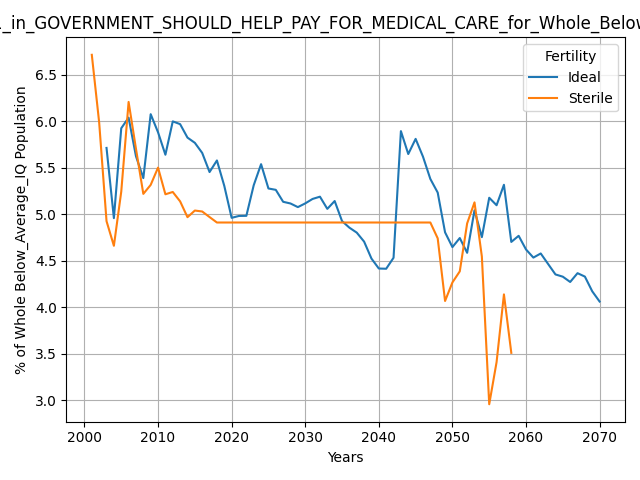 _in_GOVERNMENT_SHOULD_HELP_PAY_FOR_MEDICAL_CARE_for_Whole_Below
Fertility
Ideal
Sterile
% of Whole Below_Average_IQ Population
6.5
6.0
5.5
5.0
4.5
4.0
3.5
3.0
2000 2010 2020 2030 2040 2050 2060 2070
Years